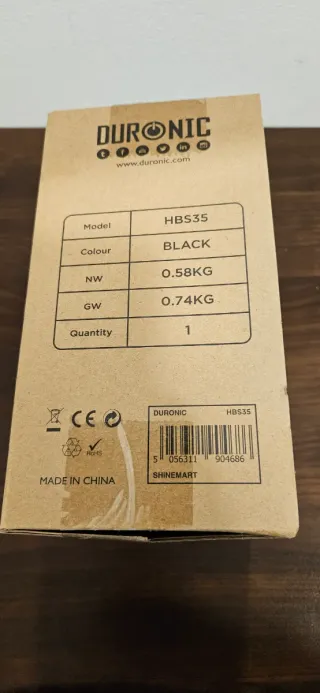 DURONIC
www.duronic.com
Model HBS35
Colour BLACK
NW 0.58KG
GW 0.74KG
Quantity 1
CE
RoHS
MADE IN CHINA
DURONIC HBS35
5 056311 904686
SHINEMART